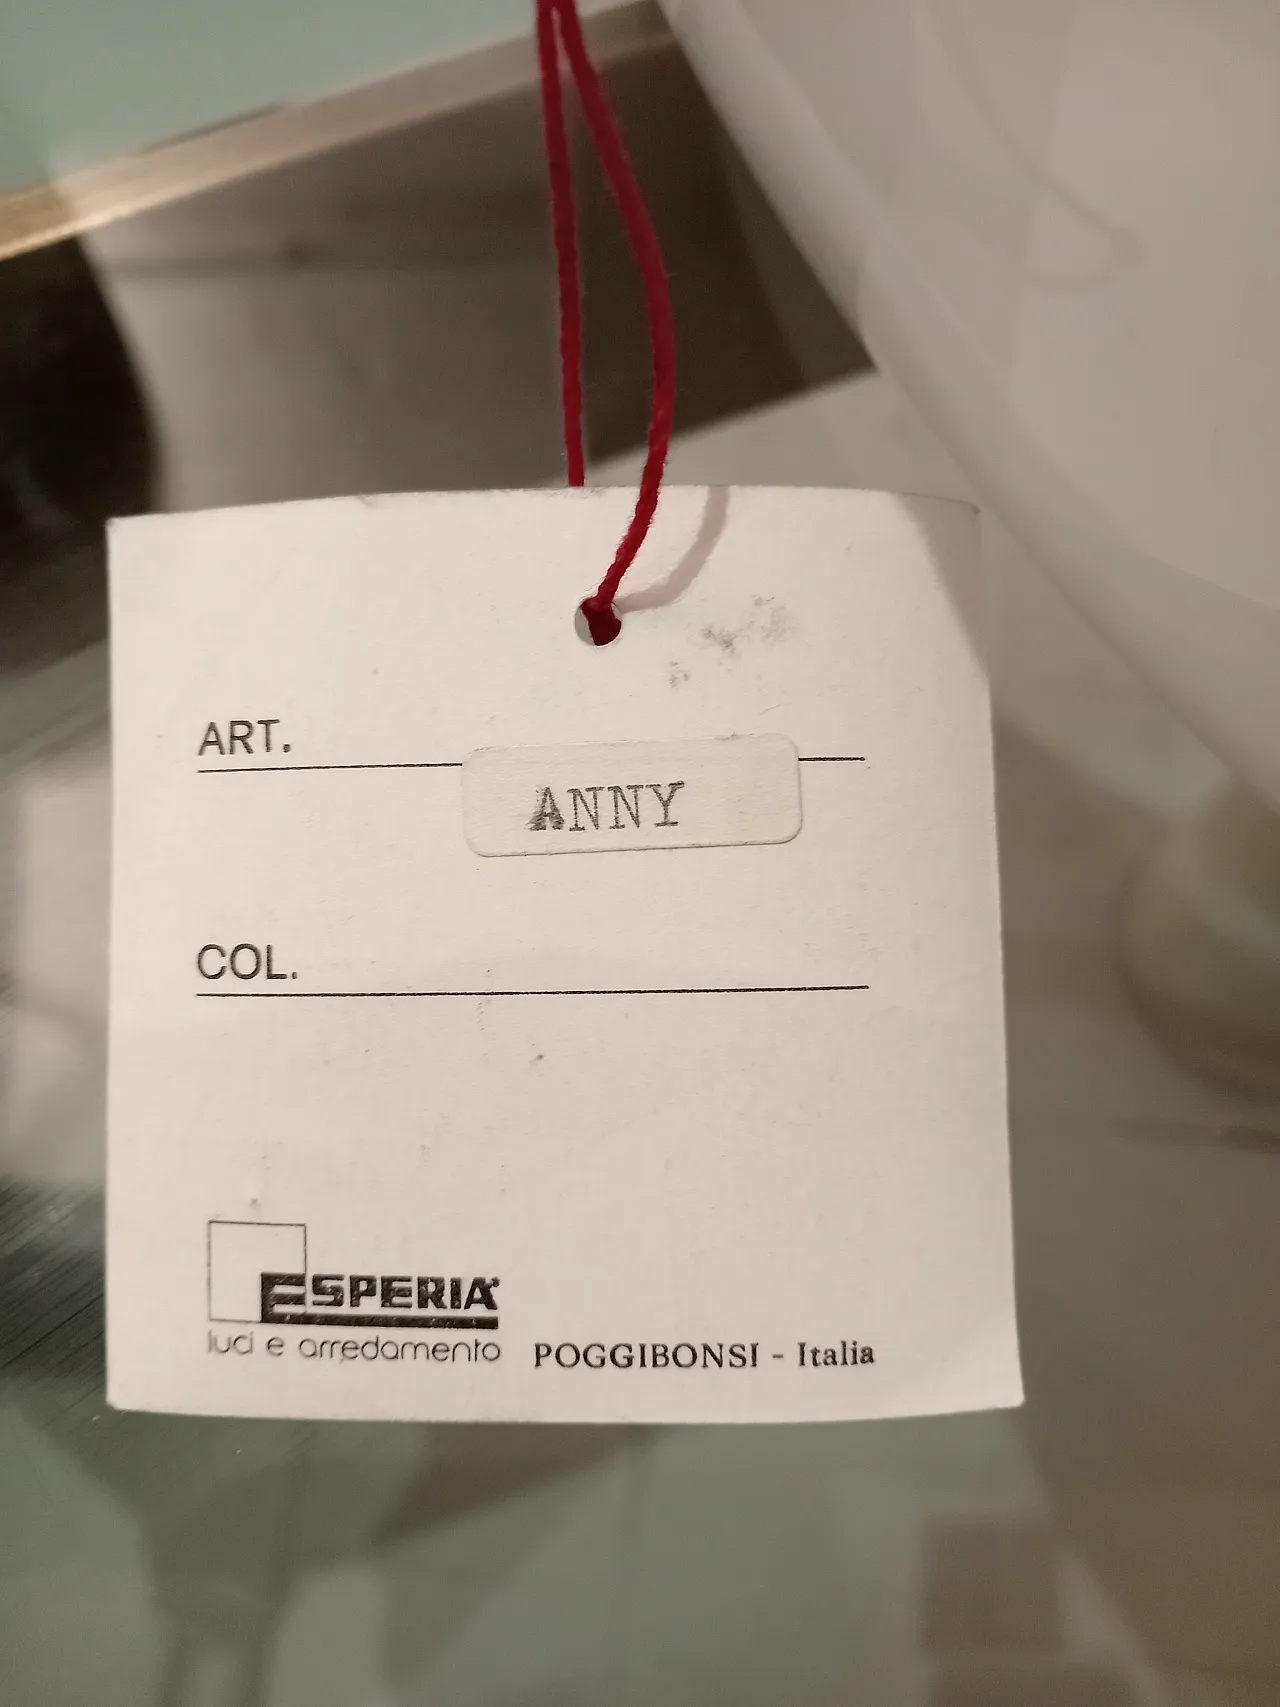 ART.
ANNY
COL.
ESPERIA
luci e arredamento POGGIBONSI - Italia